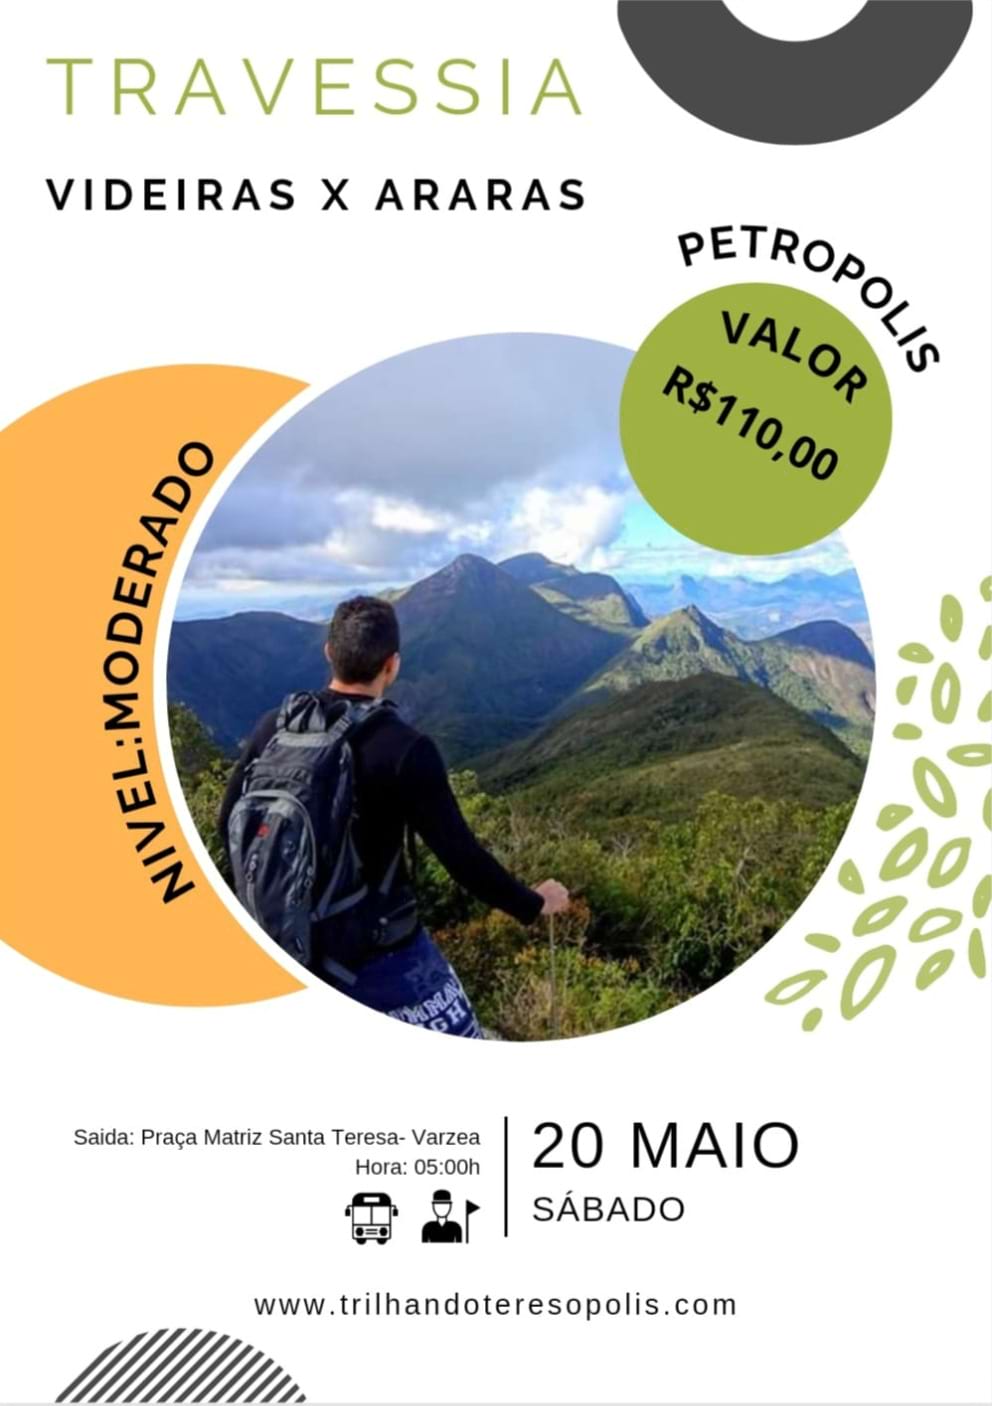 TRAVESSIA
VIDEIRAS X ARARAS
PETROPOLIS
VALOR
R$110,00
NIVEL:MODERADO
Saida: Praça Matriz Santa Teresa- Varzea
Hora: 05:00h
20 MAIO
SÁBADO
www.trilhandoteresopolis.com